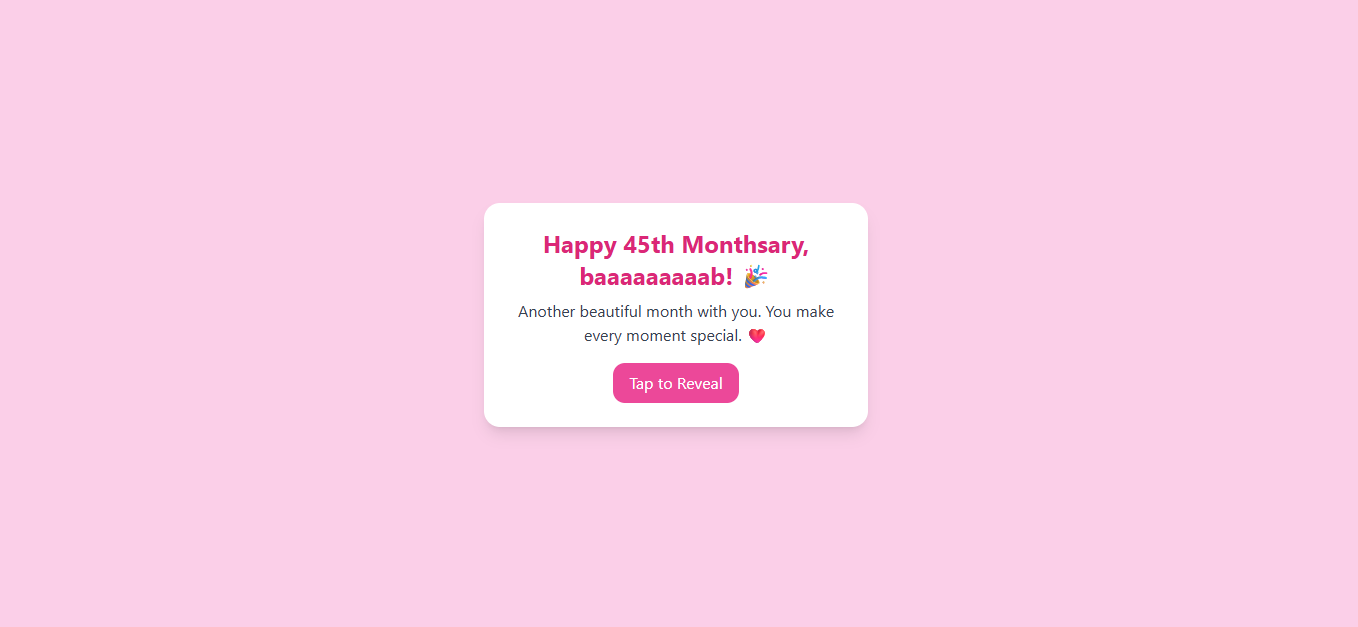 Happy 45th Monthsary,
baaaaaaaaab! 🎉
Another beautiful month with you. You make
every moment special. ❤️
Tap to Reveal